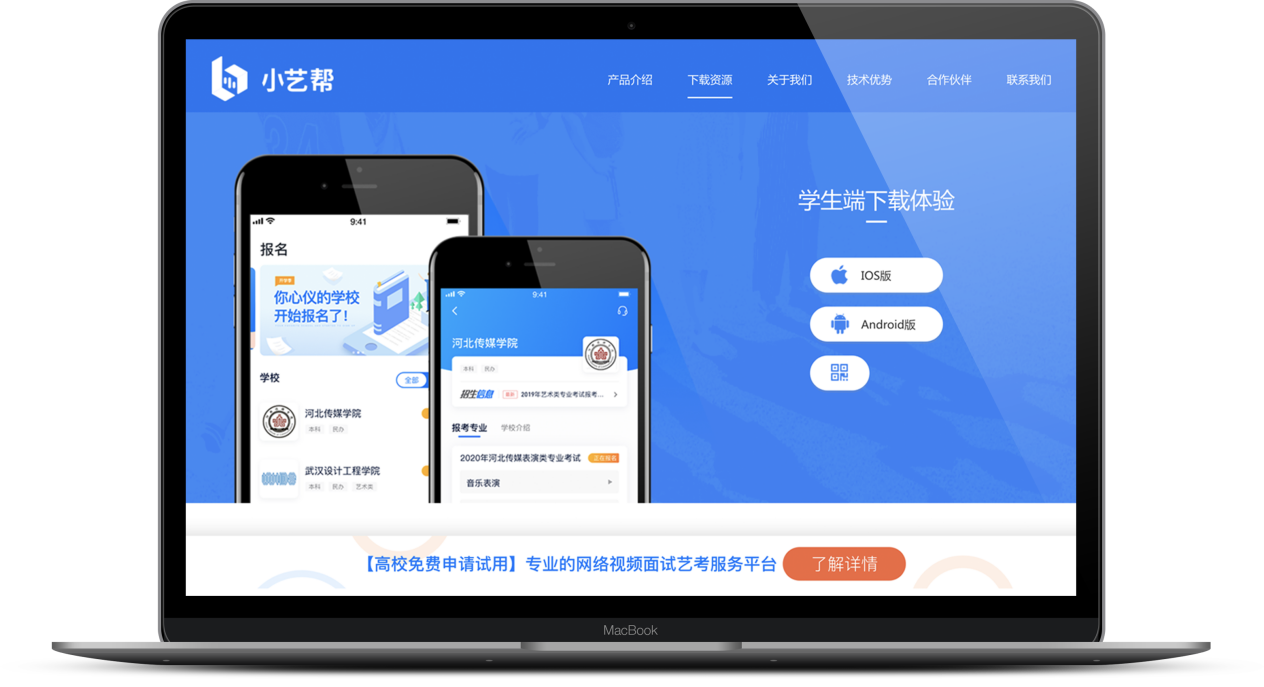 小艺帮
产品介绍 下载资源 关于我们 技术优势 合作伙伴 联系我们
学生端下载体验
IOS版
Android版
9:41
报名
你心仪的学校
开始报名了!
学校
全部
河北传媒学院
本科 民办
武汉设计工程学院
本科 民办 艺术类
9:41
河北传媒学院
本科 民办
招生信息 2019年艺术类专业考试报考...
报考专业 学校介绍
2020年河北传媒表演类专业考试 正在报名
音乐表演
【高校免费申请试用】专业的网络视频面试艺考服务平台 了解详情
MacBook